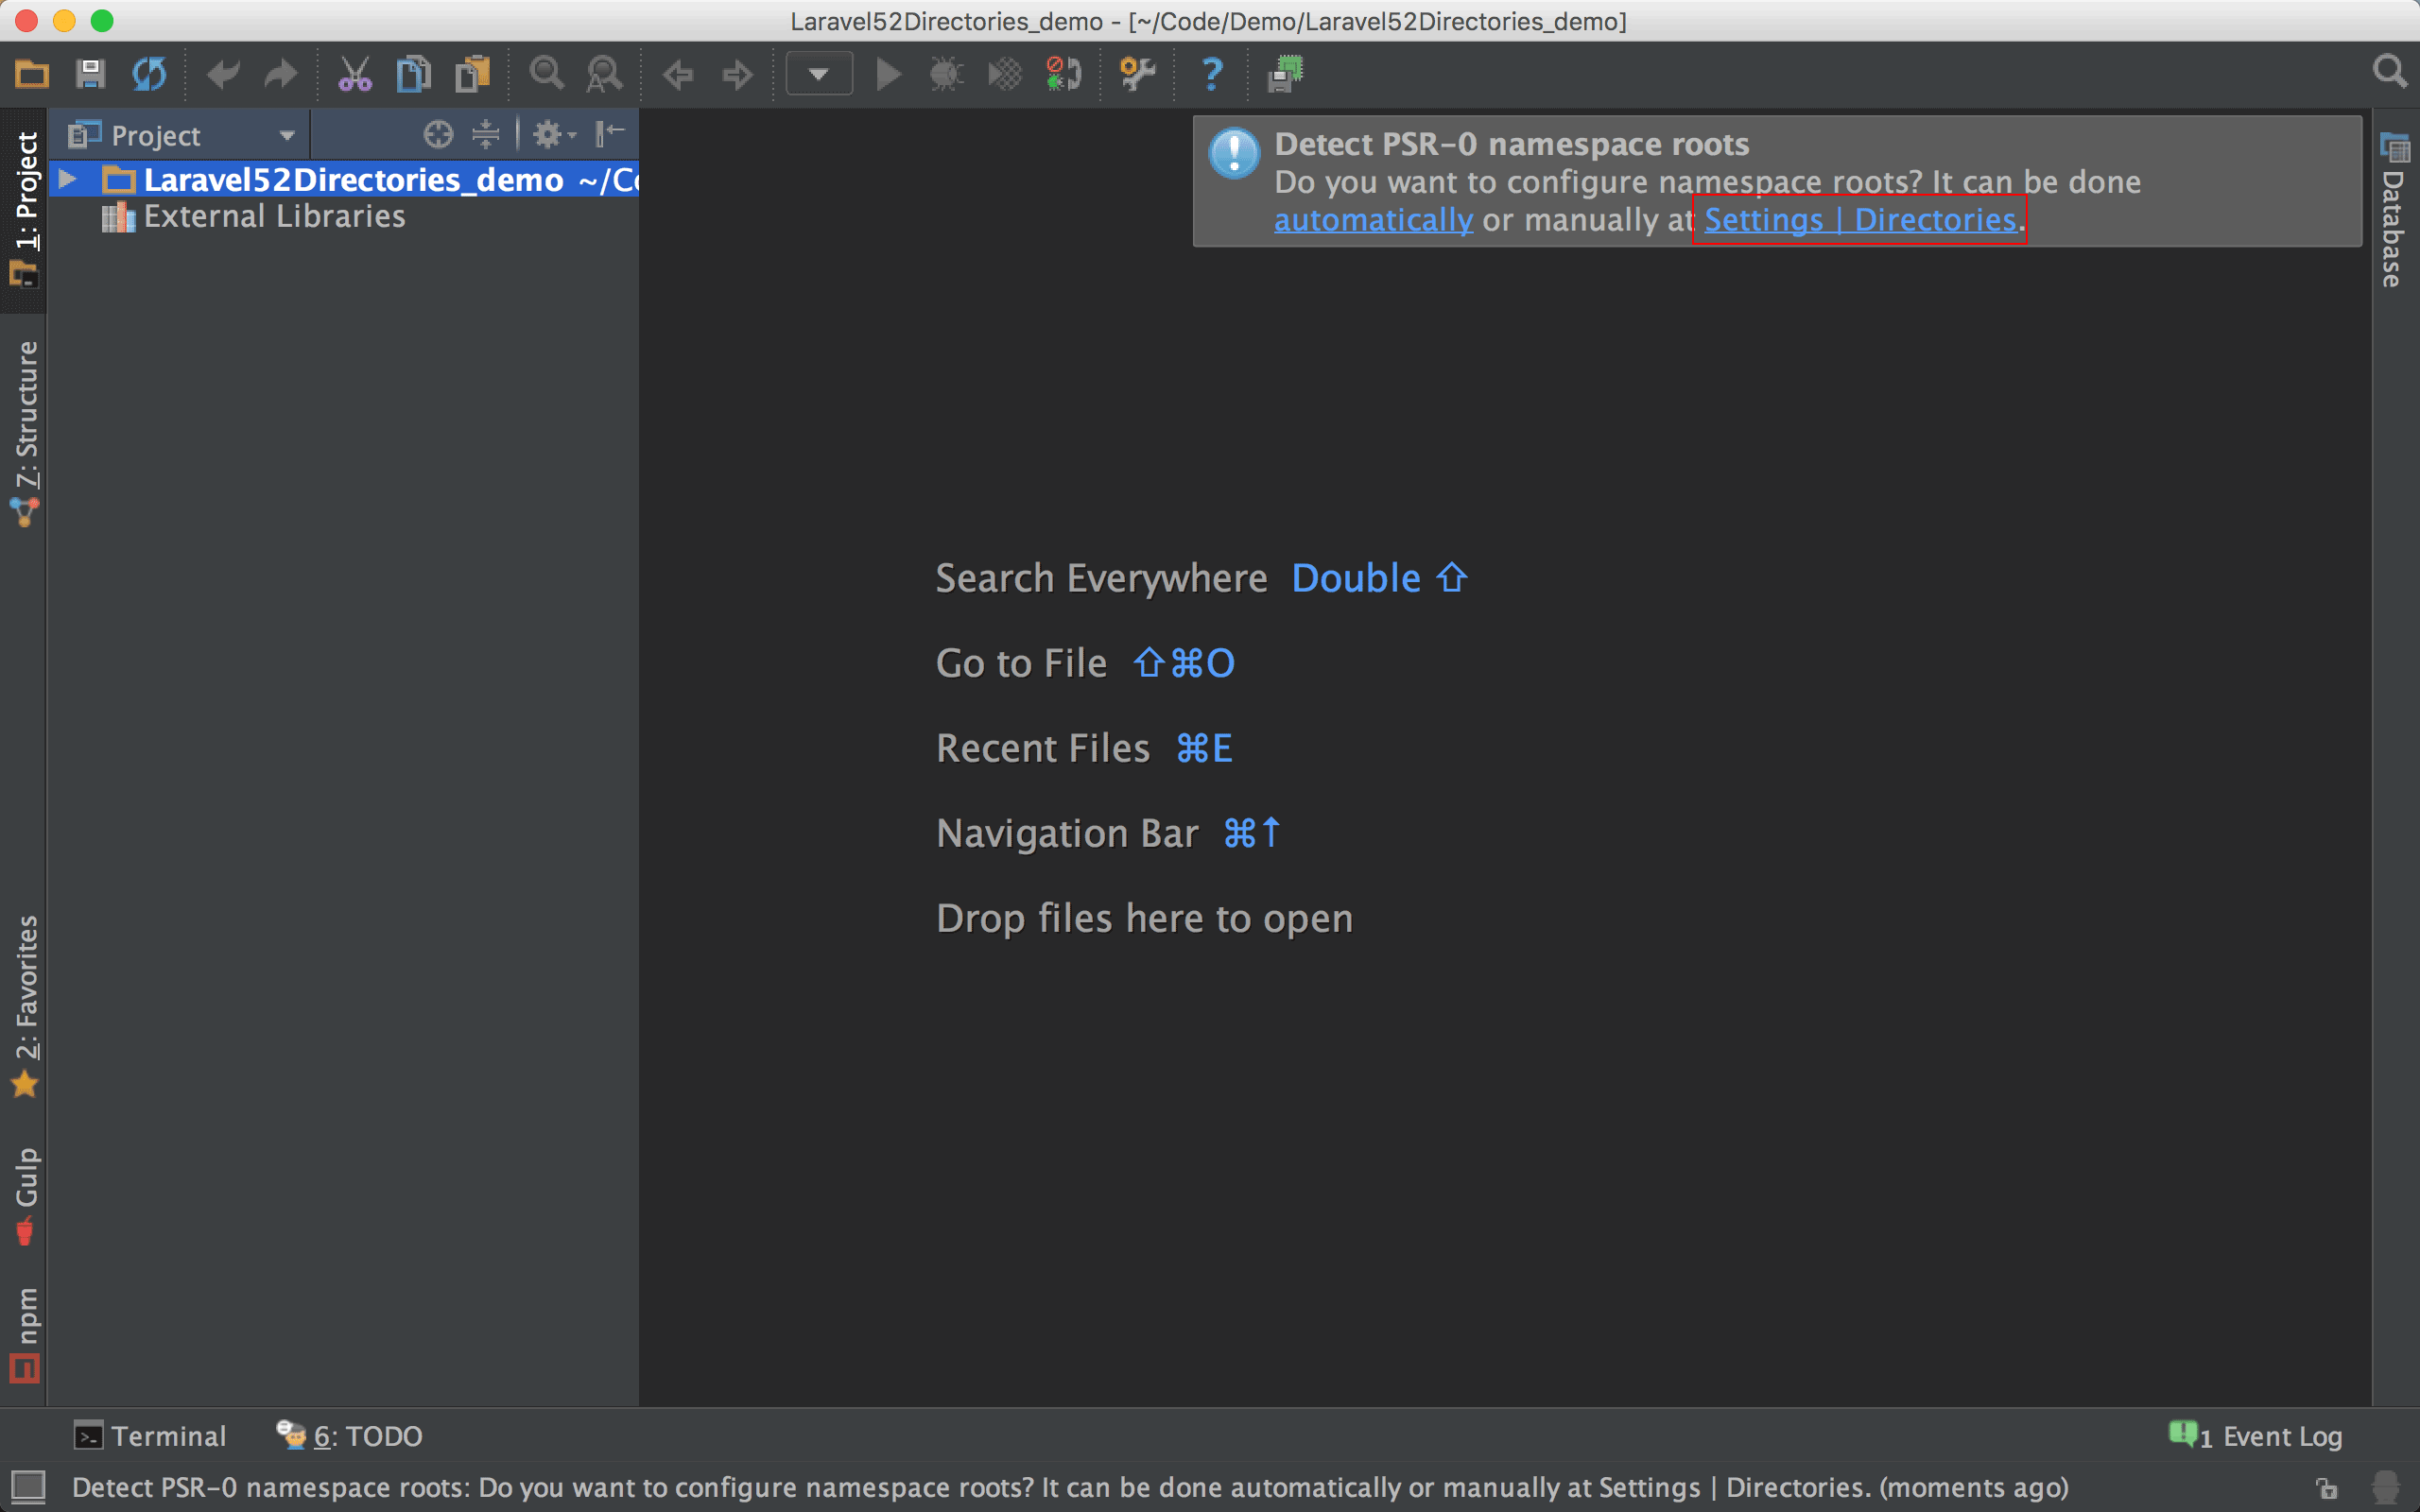 Laravel52Directories_demo - [~/Code/Demo/Laravel52Directories_demo]
Project
Laravel52Directories_demo ~/Co
External Libraries
1: Project
7: Structure
2: Favorites
Gulp
npm
Detect PSR-0 namespace roots
Do you want to configure namespace roots? It can be done
automatically or manually at Settings | Directories.
Database
Search Everywhere Double ⇧
Go to File ⇧⌘O
Recent Files ⌘E
Navigation Bar ⌘↑
Drop files here to open
Terminal
6: TODO
1 Event Log
Detect PSR-0 namespace roots: Do you want to configure namespace roots? It can be done automatically or manually at Settings | Directories. (moments ago)